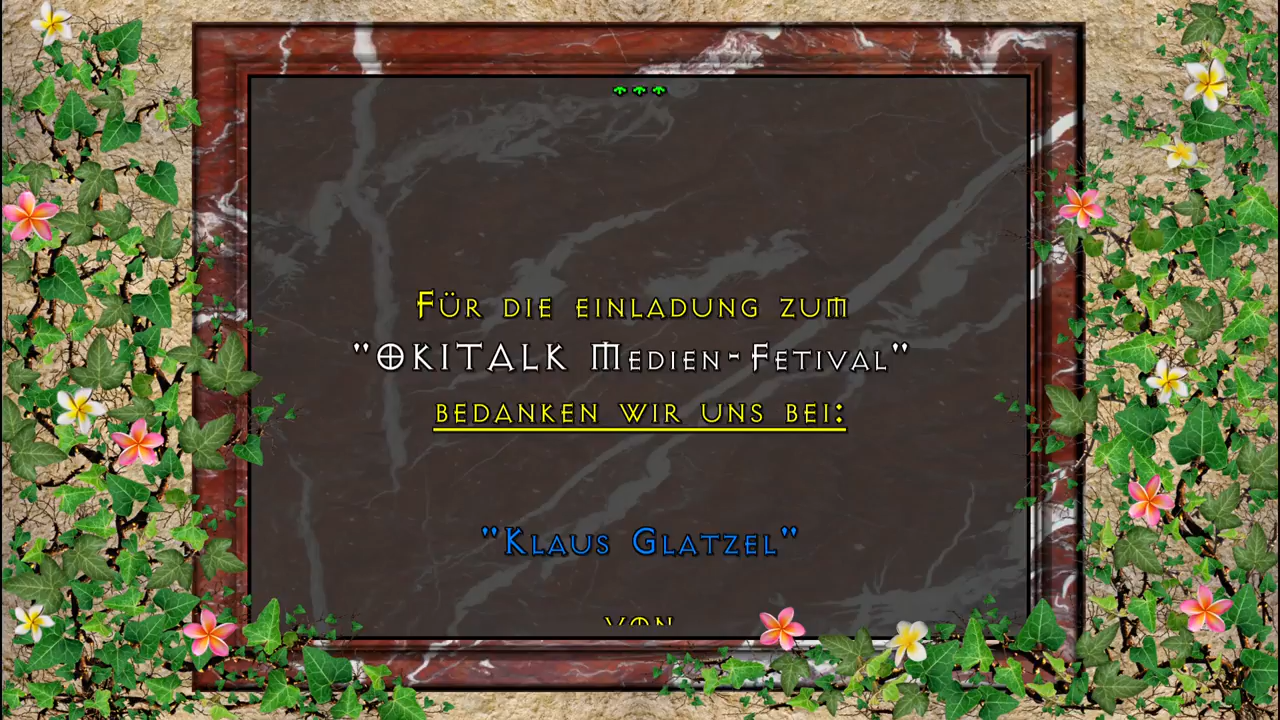 Für die einladung zum
"OKITALK Medien-Fetival"
bedanken wir uns bei:
"Klaus Glatzel"
von